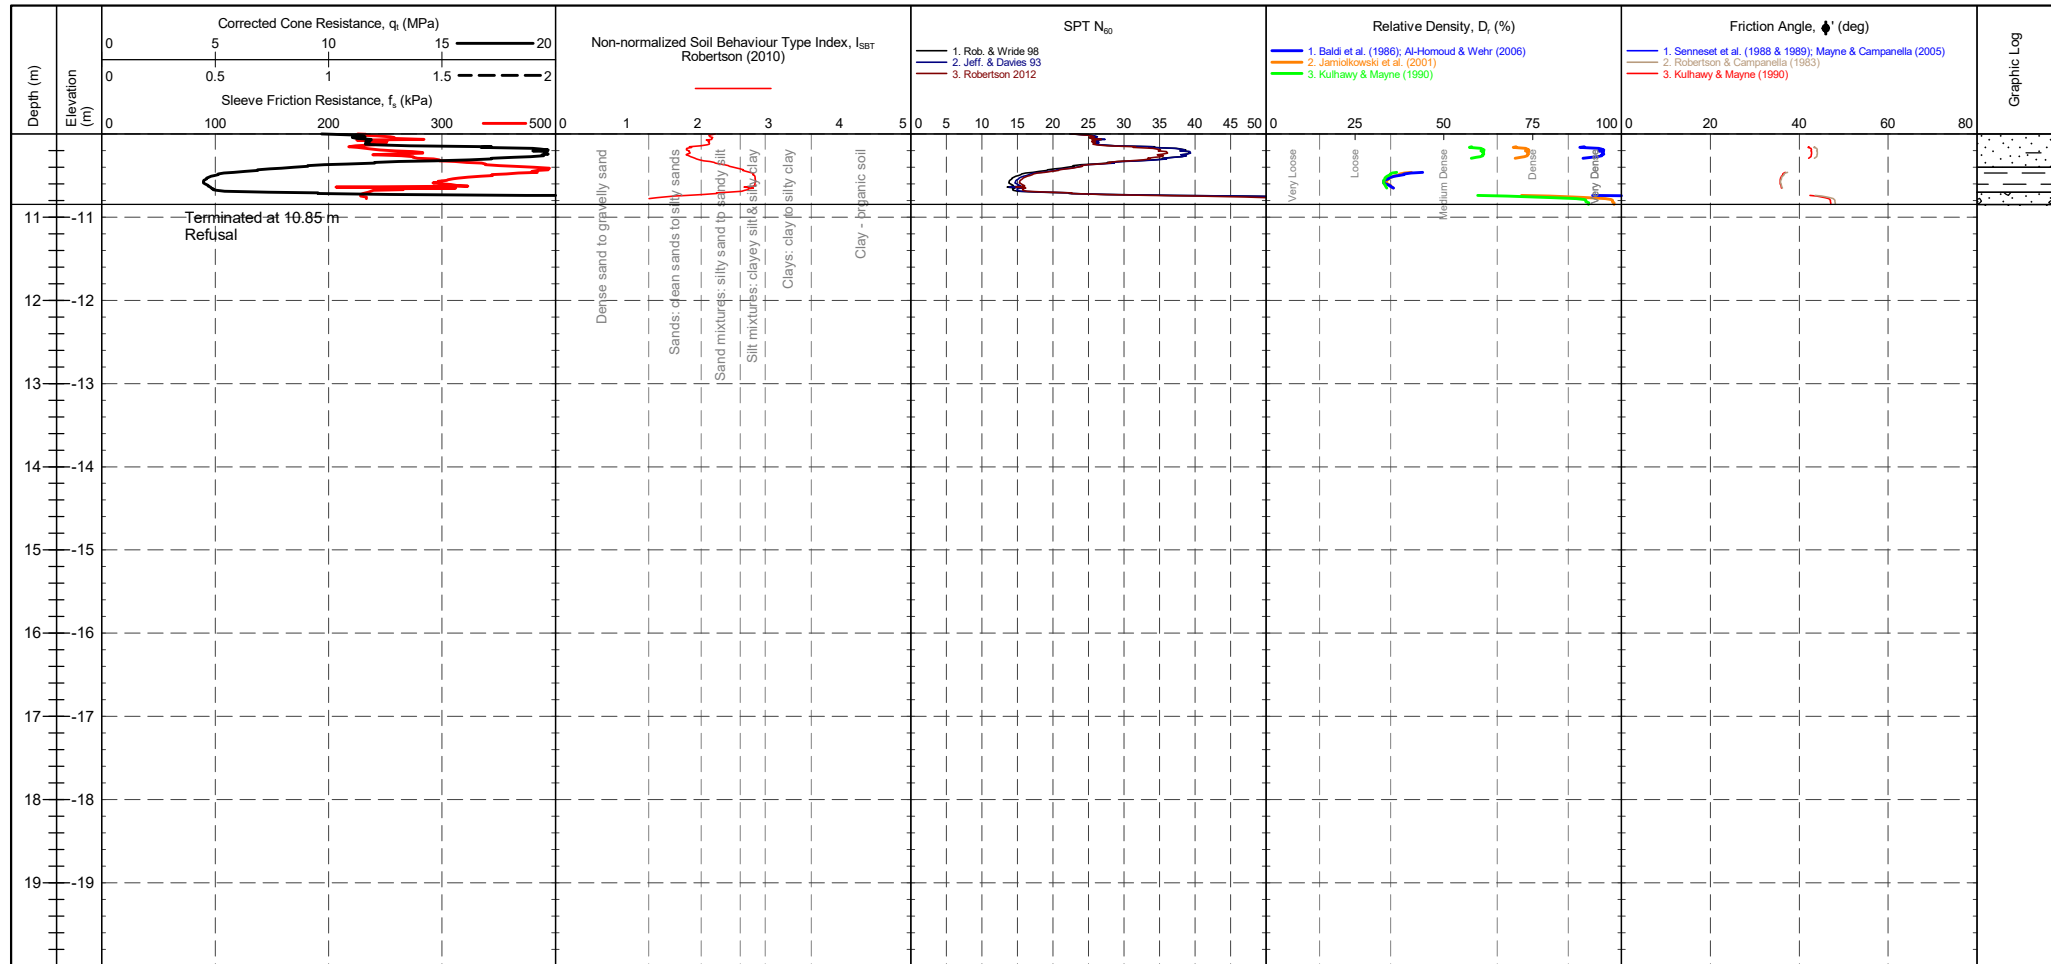 Corrected Cone Resistance, qt (MPa)
0 5 10 15 20
0 0.5 1 1.5 2
Sleeve Friction Resistance, fs (kPa)
0 100 200 300 500
Depth (m)
Elevation (m)
Non-normalized Soil Behaviour Type Index, ISBT
Robertson (2010)
0 1 2 3 4 5
SPT N60
1. Rob. & Wride 98
2. Jeff. & Davies 93
3. Robertson 2012
0 5 10 15 20 25 30 35 40 45 50
Relative Density, Dr (%)
1. Baldi et al. (1986); Al-Homoud & Wehr (2006)
2. Jamiolkowski et al. (2001)
3. Kulhawy & Mayne (1990)
0 25 50 75 100
Friction Angle, ϕ' (deg)
1. Senneset et al. (1988 & 1989); Mayne & Campanella (2005)
2. Robertson & Campanella (1983)
3. Kulhawy & Mayne (1990)
0 20 40 60 80
Graphic Log
Terminated at 10.85 m
Refusal
Dense sand to gravelly sand
Sands: clean sands to silty sands
Sand mixtures: silty sand to sandy silt
Silt mixtures: clayey silt & silty clay
Clays: clay to silty clay
Clay - organic soil
Very Loose
Loose
Medium Dense
Dense
Very Dense
11 -11
12 -12
13 -13
14 -14
15 -15
16 -16
17 -17
18 -18
19 -19